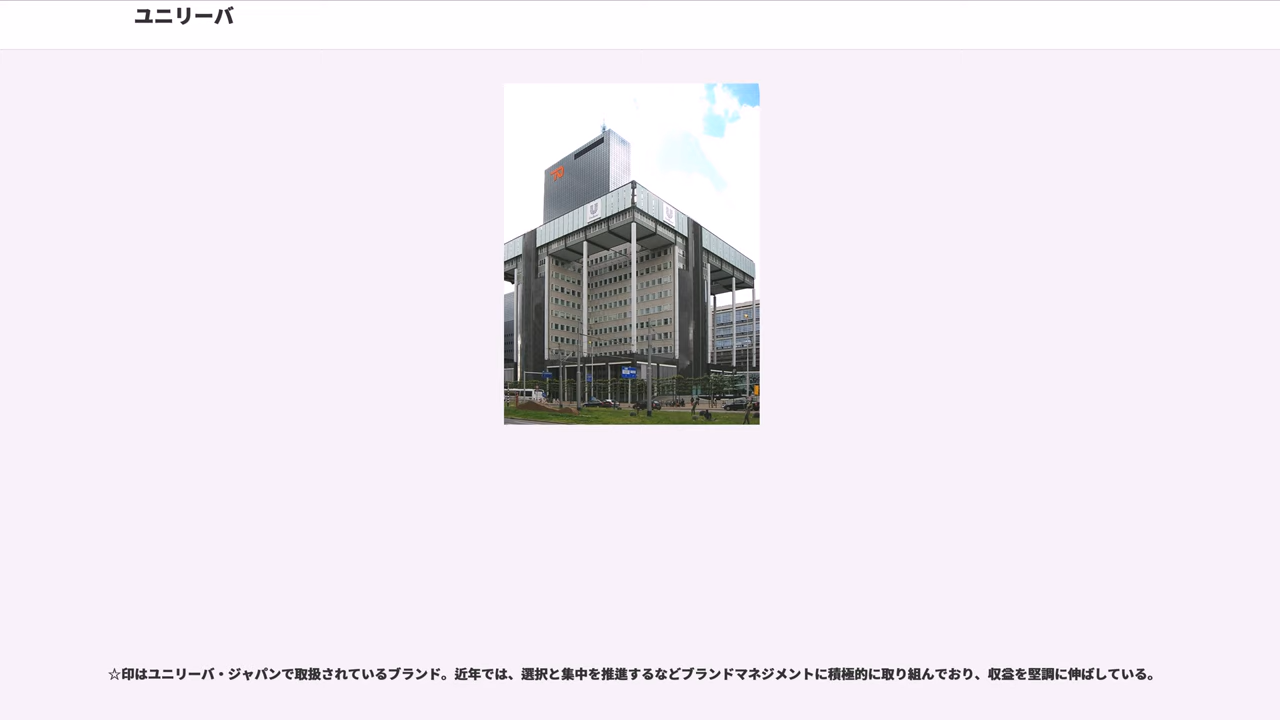 ユニリーバ
☆印はユニリーバ・ジャパンで取扱されているブランド。近年では、選択と集中を推進するなどブランドマネジメントに積極的に取り組んでおり、収益を堅調に伸ばしている。